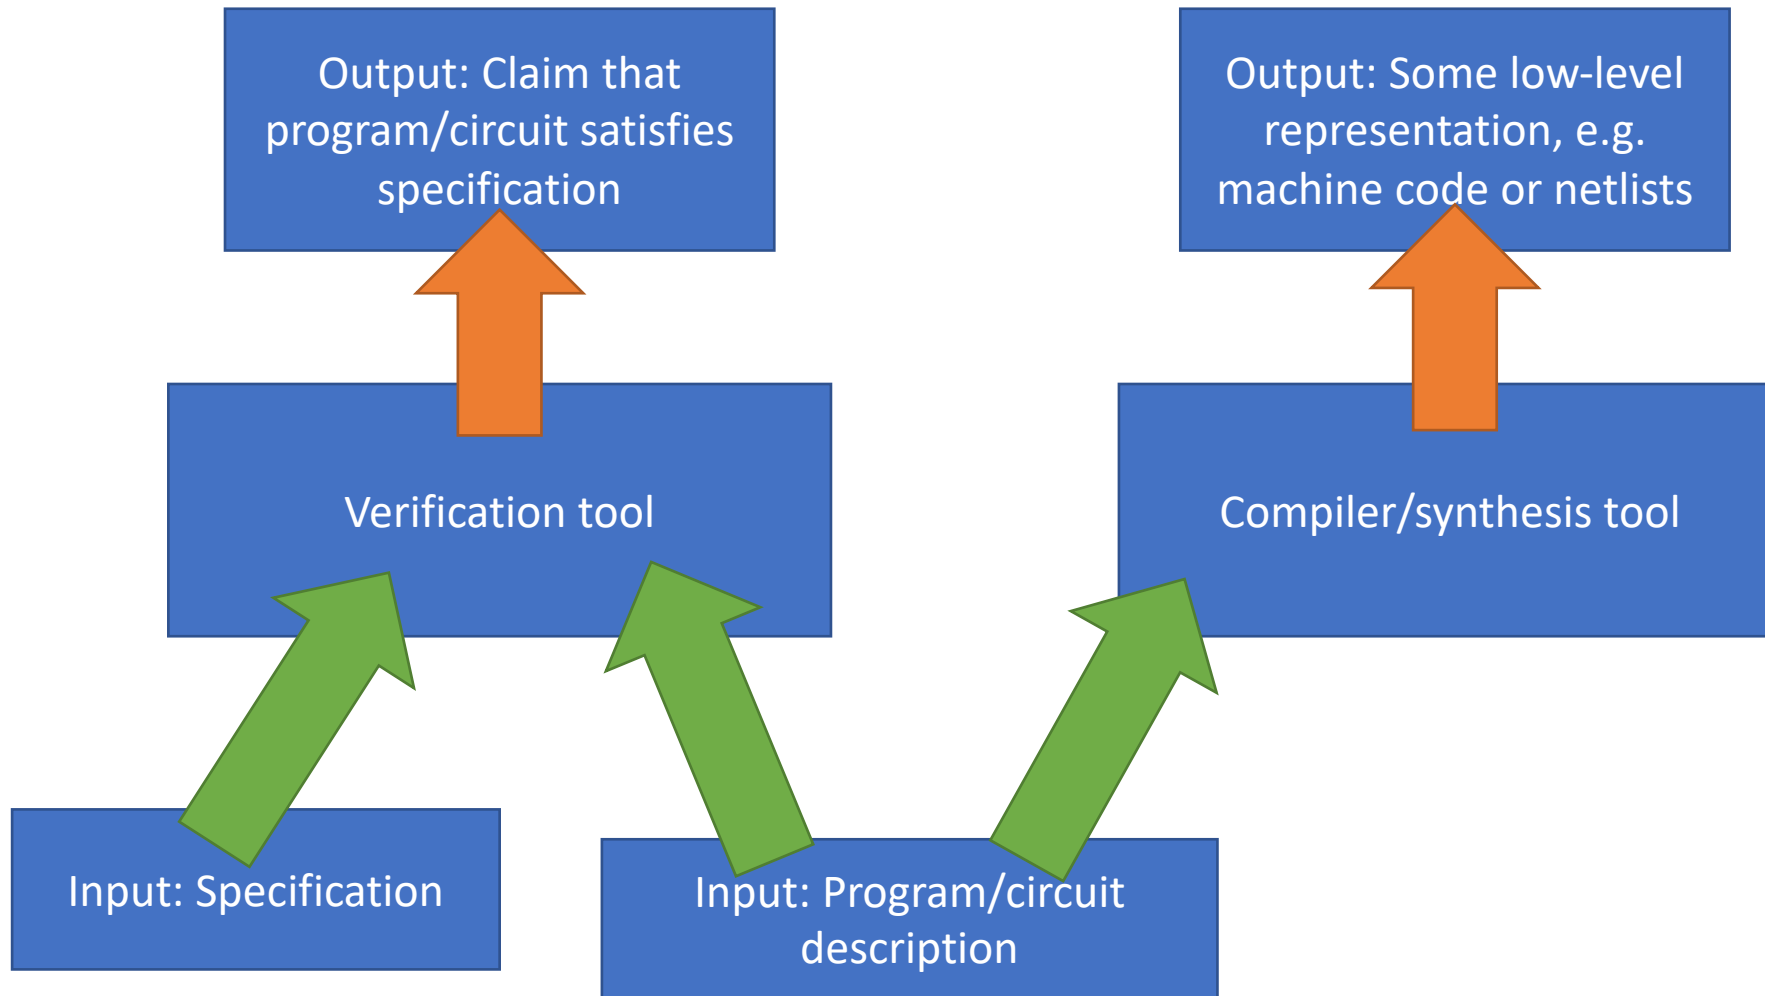 Output: Claim that
program/circuit satisfies
specification
Output: Some low-level
representation, e.g.
machine code or netlists
Verification tool
Compiler/synthesis tool
Input: Specification
Input: Program/circuit
description